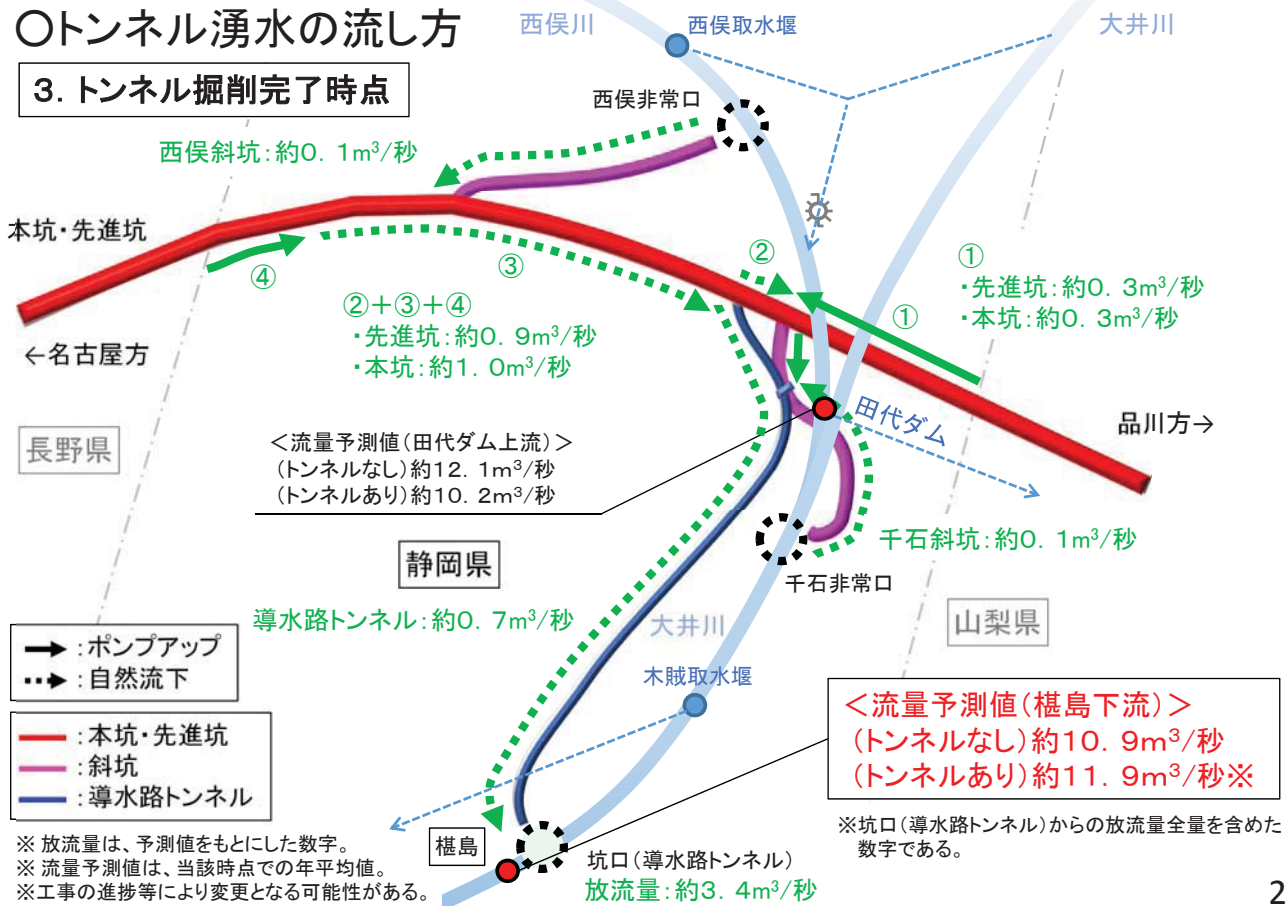 〇トンネル湧水の流し方
3. トンネル掘削完了時点
西俣川
西俣取水堰
大井川
西俣非常口
西俣斜坑:約0. 1m³/秒
本坑・先進坑
④
③
②
①
①
・先進坑:約0. 3m³/秒
・本坑:約0. 3m³/秒
②+③+④
・先進坑:約0. 9m³/秒
・本坑:約1. 0m³/秒
←名古屋方
田代ダム
品川方→
長野県
<流量予測値(田代ダム上流)>
(トンネルなし)約12. 1m³/秒
(トンネルあり)約10. 2m³/秒
千石斜坑:約0. 1m³/秒
静岡県
千石非常口
導水路トンネル:約0. 7m³/秒
大井川
山梨県
:ポンプアップ
:自然流下
木賊取水堰
:本坑・先進坑
:斜坑
:導水路トンネル
<流量予測値(椹島下流)>
(トンネルなし)約10. 9m³/秒
(トンネルあり)約11. 9m³/秒※
※坑口(導水路トンネル)からの放流量全量を含めた
数字である。
椹島
坑口(導水路トンネル)
放流量:約3. 4m³/秒
※ 放流量は、予測値をもとにした数字。
※ 流量予測値は、当該時点での年平均値。
※工事の進捗等により変更となる可能性がある。
2